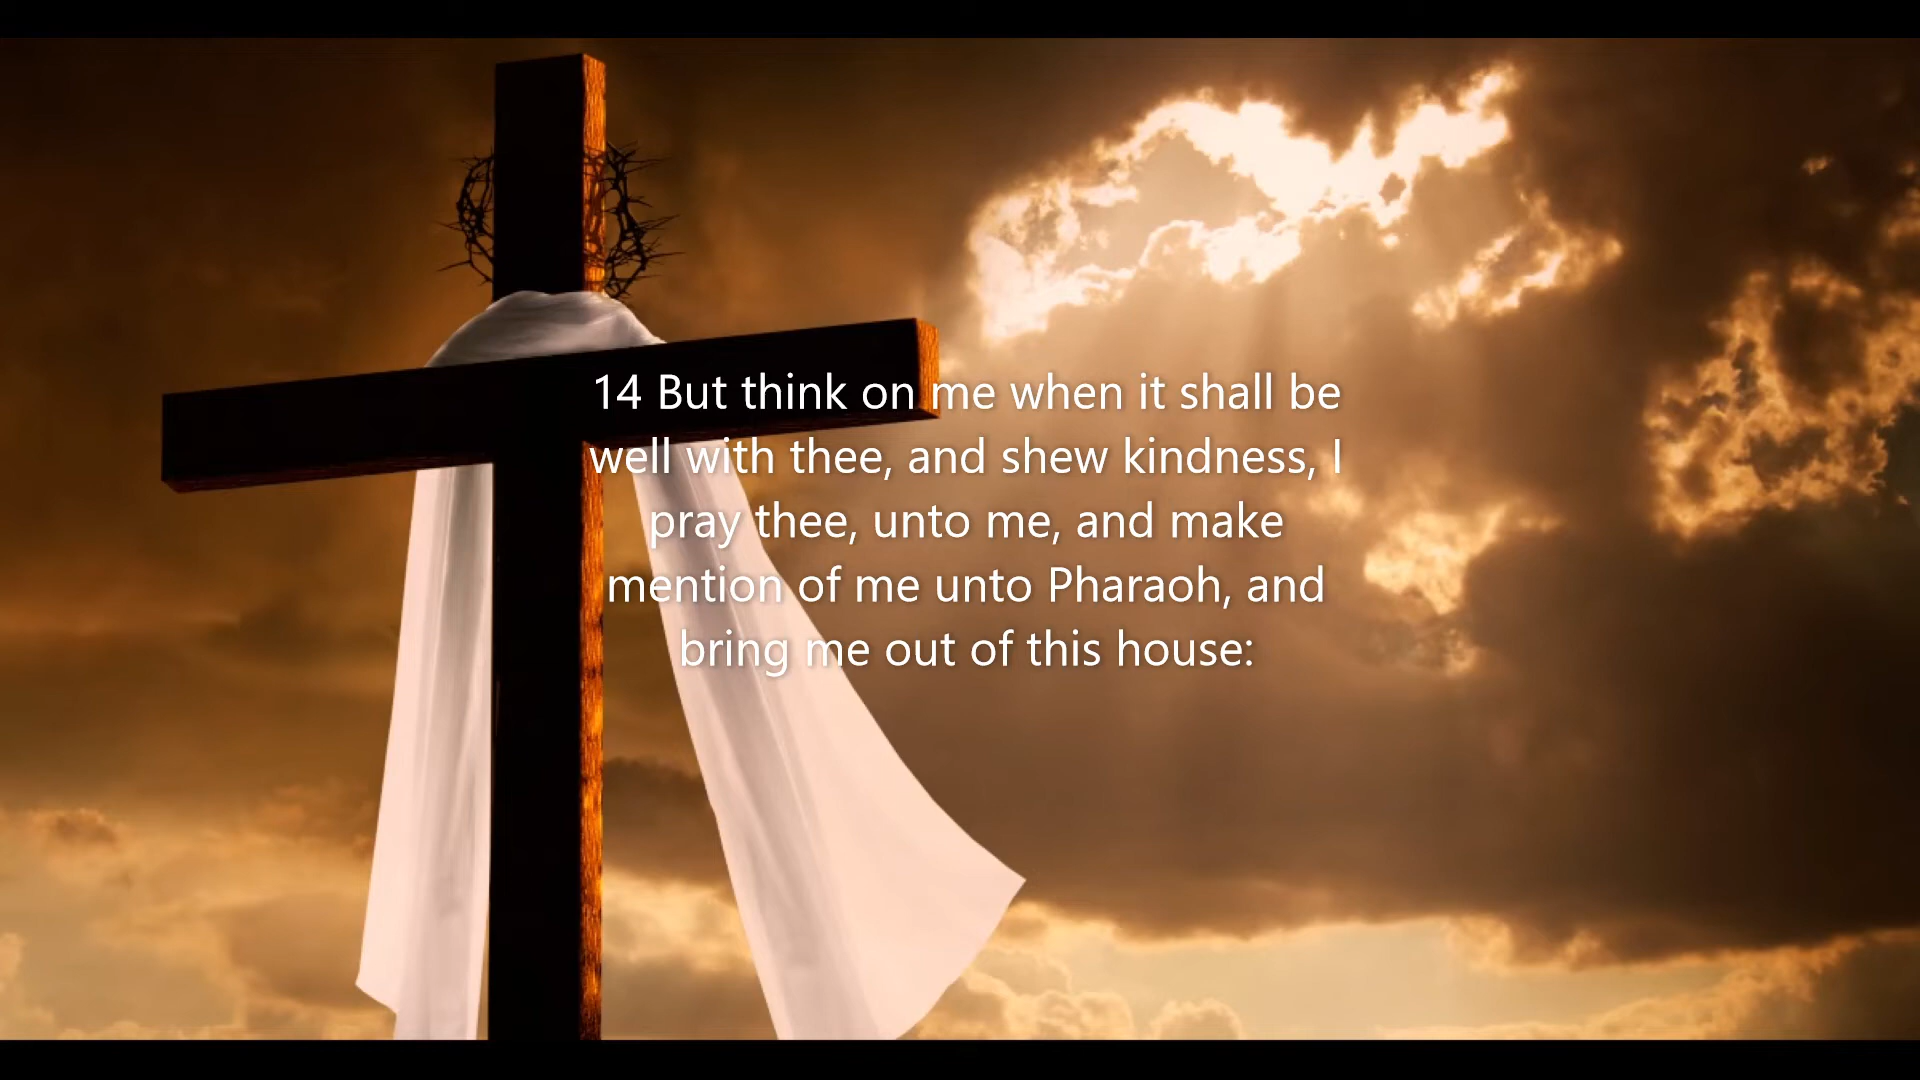 14 But think on me when it shall be
well with thee, and shew kindness, I
pray thee, unto me, and make
mention of me unto Pharaoh, and
bring me out of this house: